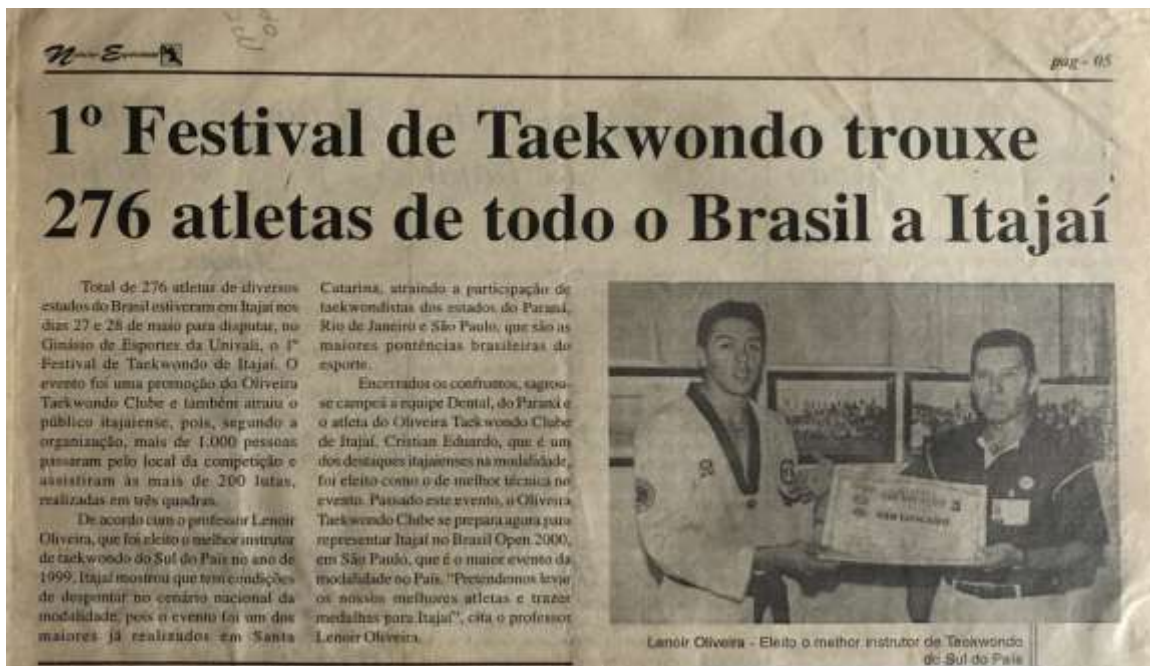 pag - 05
1º Festival de Taekwondo trouxe
276 atletas de todo o Brasil a Itajaí
Total de 276 atletas de diversos
estados do Brasil estiveram em Itajaí nos
dias 27 e 28 de maio para disputar, no
Ginásio de Esportes da Univali, o 1º
Festival de Taekwondo de Itajaí. O
evento foi uma promoção do Oliveira
Taekwondo Clube e também atraiu o
público itajaiense, pois, segundo a
organização, mais de 1.000 pessoas
passaram pelo local da competição e
assistiram às mais de 200 lutas,
realizadas em três quadras.
De acordo com o professor Lenoir
Oliveira, que foi eleito o melhor instrutor
de taekwondo do Sul do País no ano de
1999, Itajaí mostrou que tem condições
de despontar no cenário nacional da
modalidade, pois o evento foi um dos
maiores já realizados em Santa
Catarina, atraindo a participação de
taekwondistas dos estados do Paraná,
Rio de Janeiro e São Paulo, que são as
maiores pontências brasileiras do
esporte.
Encerrados os confrontos, sagrou-
se campeã a equipe Dental, do Paraná e
o atleta do Oliveira Taekwondo Clube
de Itajaí, Cristian Eduardo, que é um
dos destaques itajaienses na modalidade,
foi eleito como o de melhor técnica no
evento. Passado este evento, o Oliveira
Taekwondo Clube se prepara agora para
representar Itajaí no Brasil Open 2000,
em São Paulo, que é o maior evento da
modalidade no País. "Pretendemos levar
os nossos melhores atletas e trazer
medalhas para Itajaí", cita o professor
Lenoir Oliveira.
Lenoir Oliveira - Eleito o melhor instrutor de Taekwondo
do Sul do País